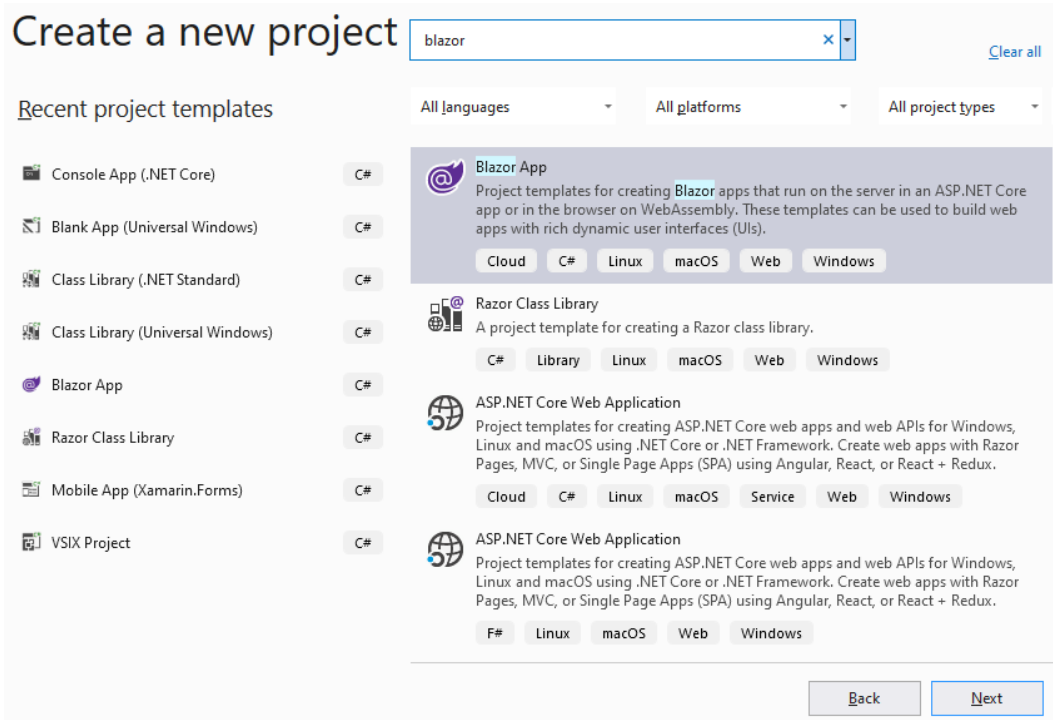 Create a new project
blazor
Clear all
Recent project templates
All languages
All platforms
All project types
Console App (.NET Core) C#
Blank App (Universal Windows) C#
Class Library (.NET Standard) C#
Class Library (Universal Windows) C#
Blazor App C#
Razor Class Library C#
Mobile App (Xamarin.Forms) C#
VSIX Project C#
Blazor App
Project templates for creating Blazor apps that run on the server in an ASP.NET Core
app or in the browser on WebAssembly. These templates can be used to build web
apps with rich dynamic user interfaces (UIs).
Cloud C# Linux macOS Web Windows
Razor Class Library
A project template for creating a Razor class library.
C# Library Linux macOS Web Windows
ASP.NET Core Web Application
Project templates for creating ASP.NET Core web apps and web APIs for Windows,
Linux and macOS using .NET Core or .NET Framework. Create web apps with Razor
Pages, MVC, or Single Page Apps (SPA) using Angular, React, or React + Redux.
Cloud C# Linux macOS Service Web Windows
ASP.NET Core Web Application
Project templates for creating ASP.NET Core web apps and web APIs for Windows,
Linux and macOS using .NET Core or .NET Framework. Create web apps with Razor
Pages, MVC, or Single Page Apps (SPA) using Angular, React, or React + Redux.
F# Linux macOS Web Windows
Back
Next